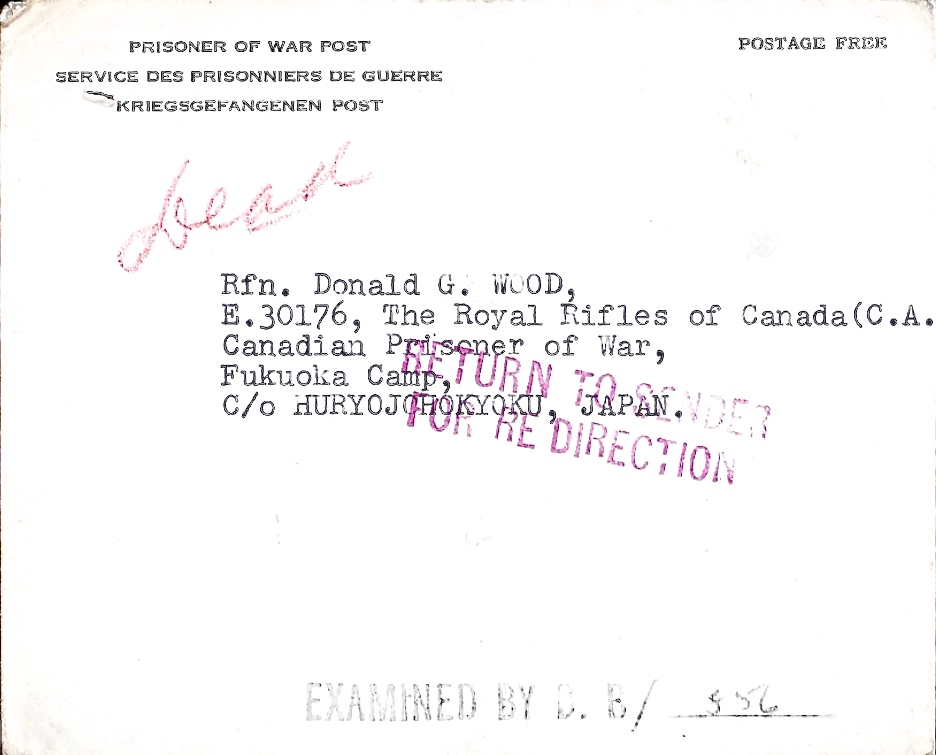 PRISONER OF WAR POST
SERVICE DES PRISONNIERS DE GUERRE
KRIEGSGEFANGENEN POST
POSTAGE FREE
Dead
Rfn. Donald G. WOOD,
E.30176, The Royal Rifles of Canada(C.A.
Canadian Prisoner of War,
Fukuoka Camp,
C/o HURYOJOHOKYOKU, JAPAN.
RETURN TO SENDER
FOR RE DIRECTION
EXAMINED BY D. B/ 556